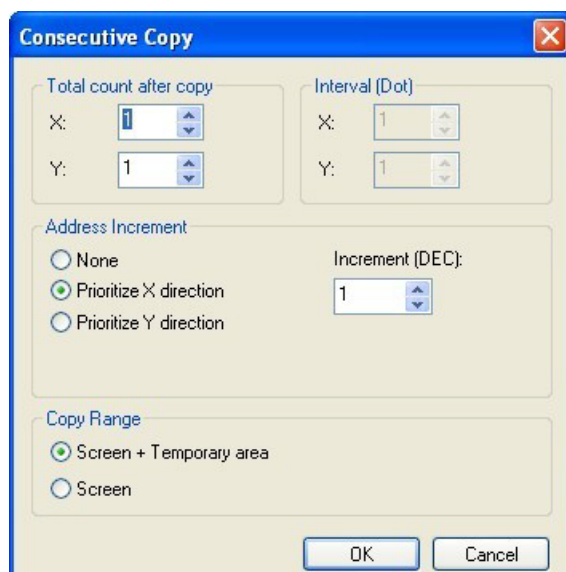 Consecutive Copy
Total count after copy
X: 1
Y: 1
Interval (Dot)
X: 1
Y: 1
Address Increment
None
Prioritize X direction
Prioritize Y direction
Increment (DEC):
1
Copy Range
Screen + Temporary area
Screen
OK Cancel